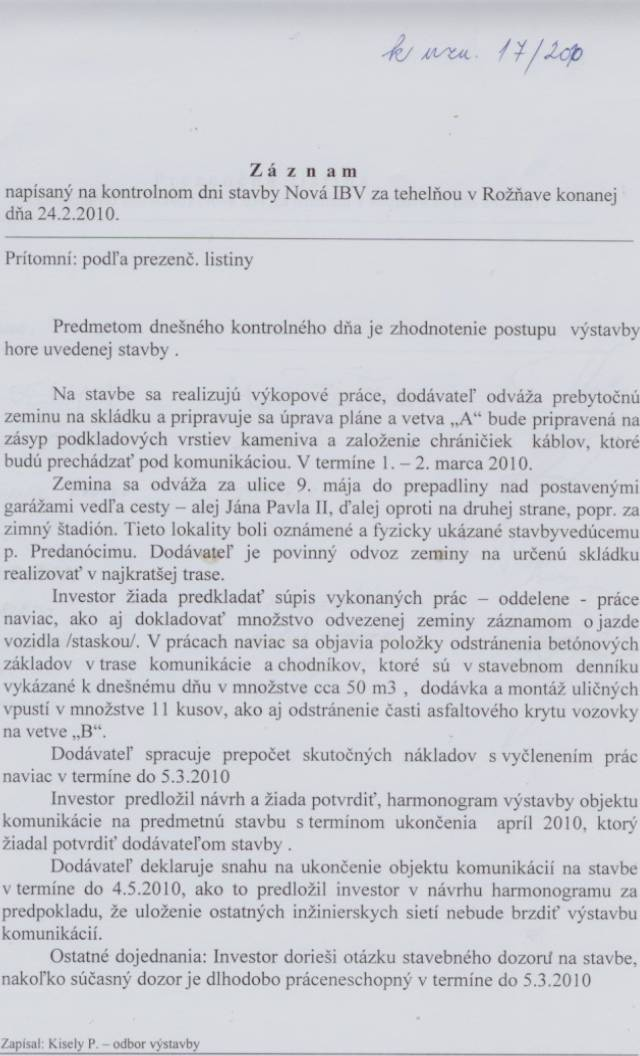 k uzn. 17/2010
Z á z n a m
napísaný na kontrolnom dni stavby Nová IBV za tehelňou v Rožňave konanej
dňa 24.2.2010.
Prítomní: podľa prezenč. listiny
Predmetom dnešného kontrolného dňa je zhodnotenie postupu výstavby
hore uvedenej stavby .
Na stavbe sa realizujú výkopové práce, dodávateľ odváža prebytočnú
zeminu na skládku a pripravuje sa úprava pláne a vetva „A“ bude pripravená na
zásyp podkladových vrstiev kameniva a založenie chráničiek káblov, ktoré
budú prechádzať pod komunikáciou. V termíne 1. – 2. marca 2010.
Zemina sa odváža za ulice 9. mája do prepadliny nad postavenými
garážami vedľa cesty – alej Jána Pavla II, ďalej oproti na druhej strane, popr. za
zimný štadión. Tieto lokality boli oznámené a fyzicky ukázané stavbyvedúcemu
p. Predanócimu. Dodávateľ je povinný odvoz zeminy na určenú skládku
realizovať v najkratšej trase.
Investor žiada predkladať súpis vykonaných prác – oddelene - práce
naviac, ako aj dokladovať množstvo odvezenej zeminy záznamom o jazde
vozidla /staskou/. V prácach naviac sa objavia položky odstránenia betónových
základov v trase komunikácie a chodníkov, ktoré sú v stavebnom denníku
vykázané k dnešnému dňu v množstve cca 50 m3 , dodávka a montáž uličných
vpustí v množstve 11 kusov, ako aj odstránenie časti asfaltového krytu vozovky
na vetve „B“.
Dodávateľ spracuje prepočet skutočných nákladov s vyčlenením prác
naviac v termíne do 5.3.2010
Investor predložil návrh a žiada potvrdiť, harmonogram výstavby objektu
komunikácie na predmetnú stavbu s termínom ukončenia apríl 2010, ktorý
žiadal potvrdiť dodávateľom stavby .
Dodávateľ deklaruje snahu na ukončenie objektu komunikácií na stavbe
v termíne do 4.5.2010, ako to predložil investor v návrhu harmonogramu za
predpokladu, že uloženie ostatných inžinierskych sietí nebude brzdiť výstavbu
komunikácií.
Ostatné dojednania: Investor dorieši otázku stavebného dozoru na stavbe,
nakoľko súčasný dozor je dlhodobo práceneschopný v termíne do 5.3.2010
Zapísal: Kisely P. – odbor výstavby